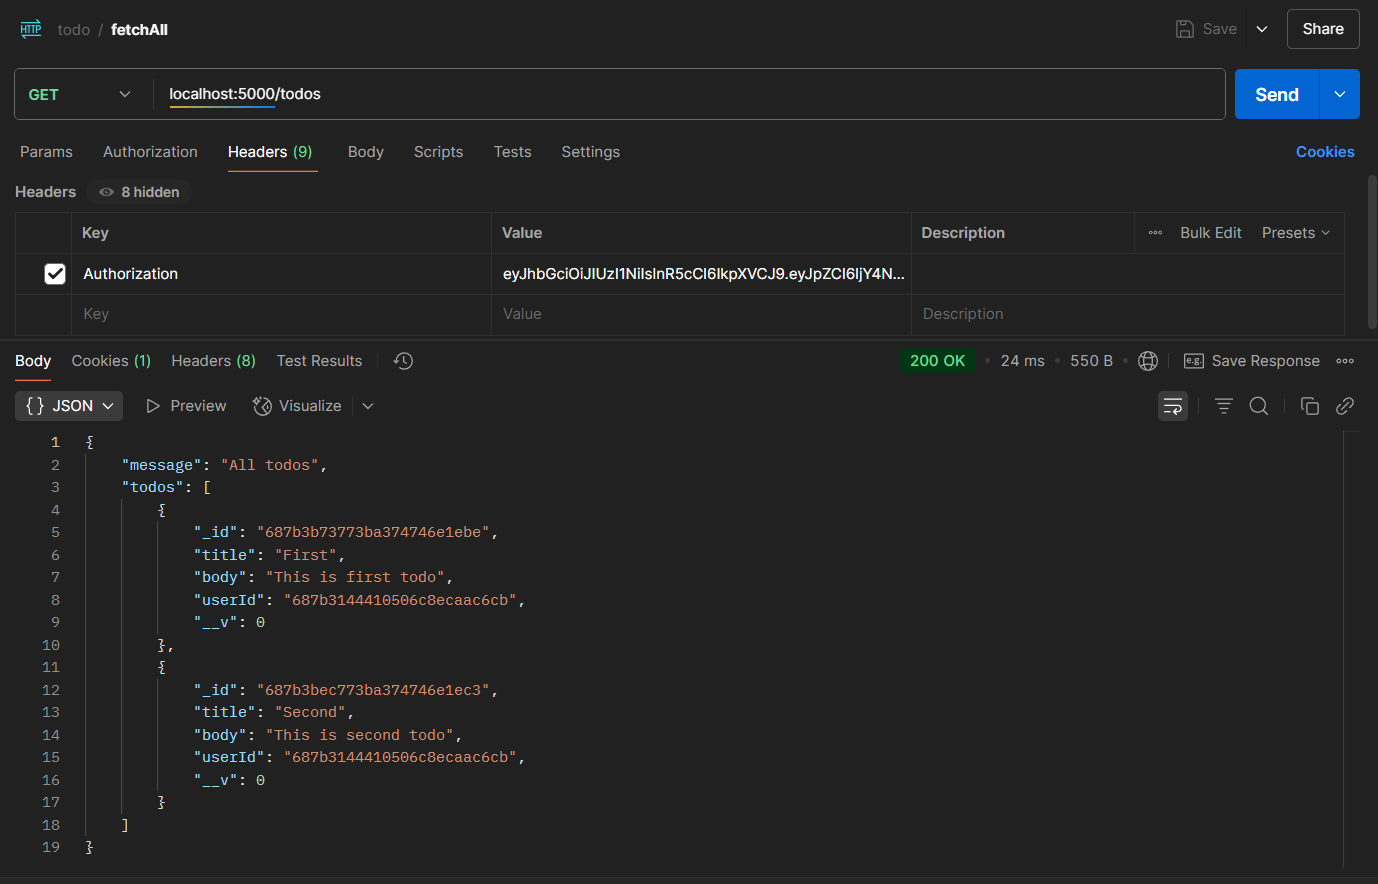 HTTP todo / fetchAll Save Share
GET localhost:5000/todos Send
Params Authorization Headers (9) Body Scripts Tests Settings Cookies
Headers 8 hidden
Key Value Description Bulk Edit Presets
Authorization eyJhbGciOiJIUzI1NiIsInR5cCI6IkpXVCJ9.eyJpZCI6IjY4N...
Key Value Description
Body Cookies (1) Headers (8) Test Results 200 OK • 24 ms • 550 B • e.g. Save Response
{} JSON Preview Visualize
1 {
2 "message": "All todos",
3 "todos": [
4 {
5 "_id": "687b3b73773ba374746e1ebe",
6 "title": "First",
7 "body": "This is first todo",
8 "userId": "687b3144410506c8ecaac6cb",
9 "__v": 0
10 },
11 {
12 "_id": "687b3bec773ba374746e1ec3",
13 "title": "Second",
14 "body": "This is second todo",
15 "userId": "687b3144410506c8ecaac6cb",
16 "__v": 0
17 }
18 ]
19 }